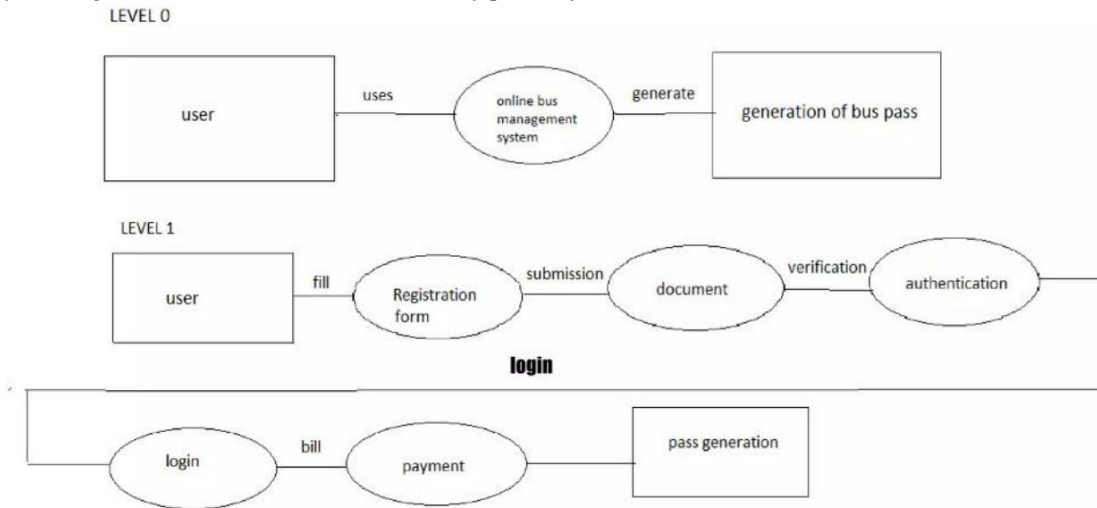 LEVEL 0
user
uses
online bus
management
system
generate
generation of bus pass
LEVEL 1
user
fill
Registration
form
submission
document
verification
authentication
login
login
bill
payment
pass generation